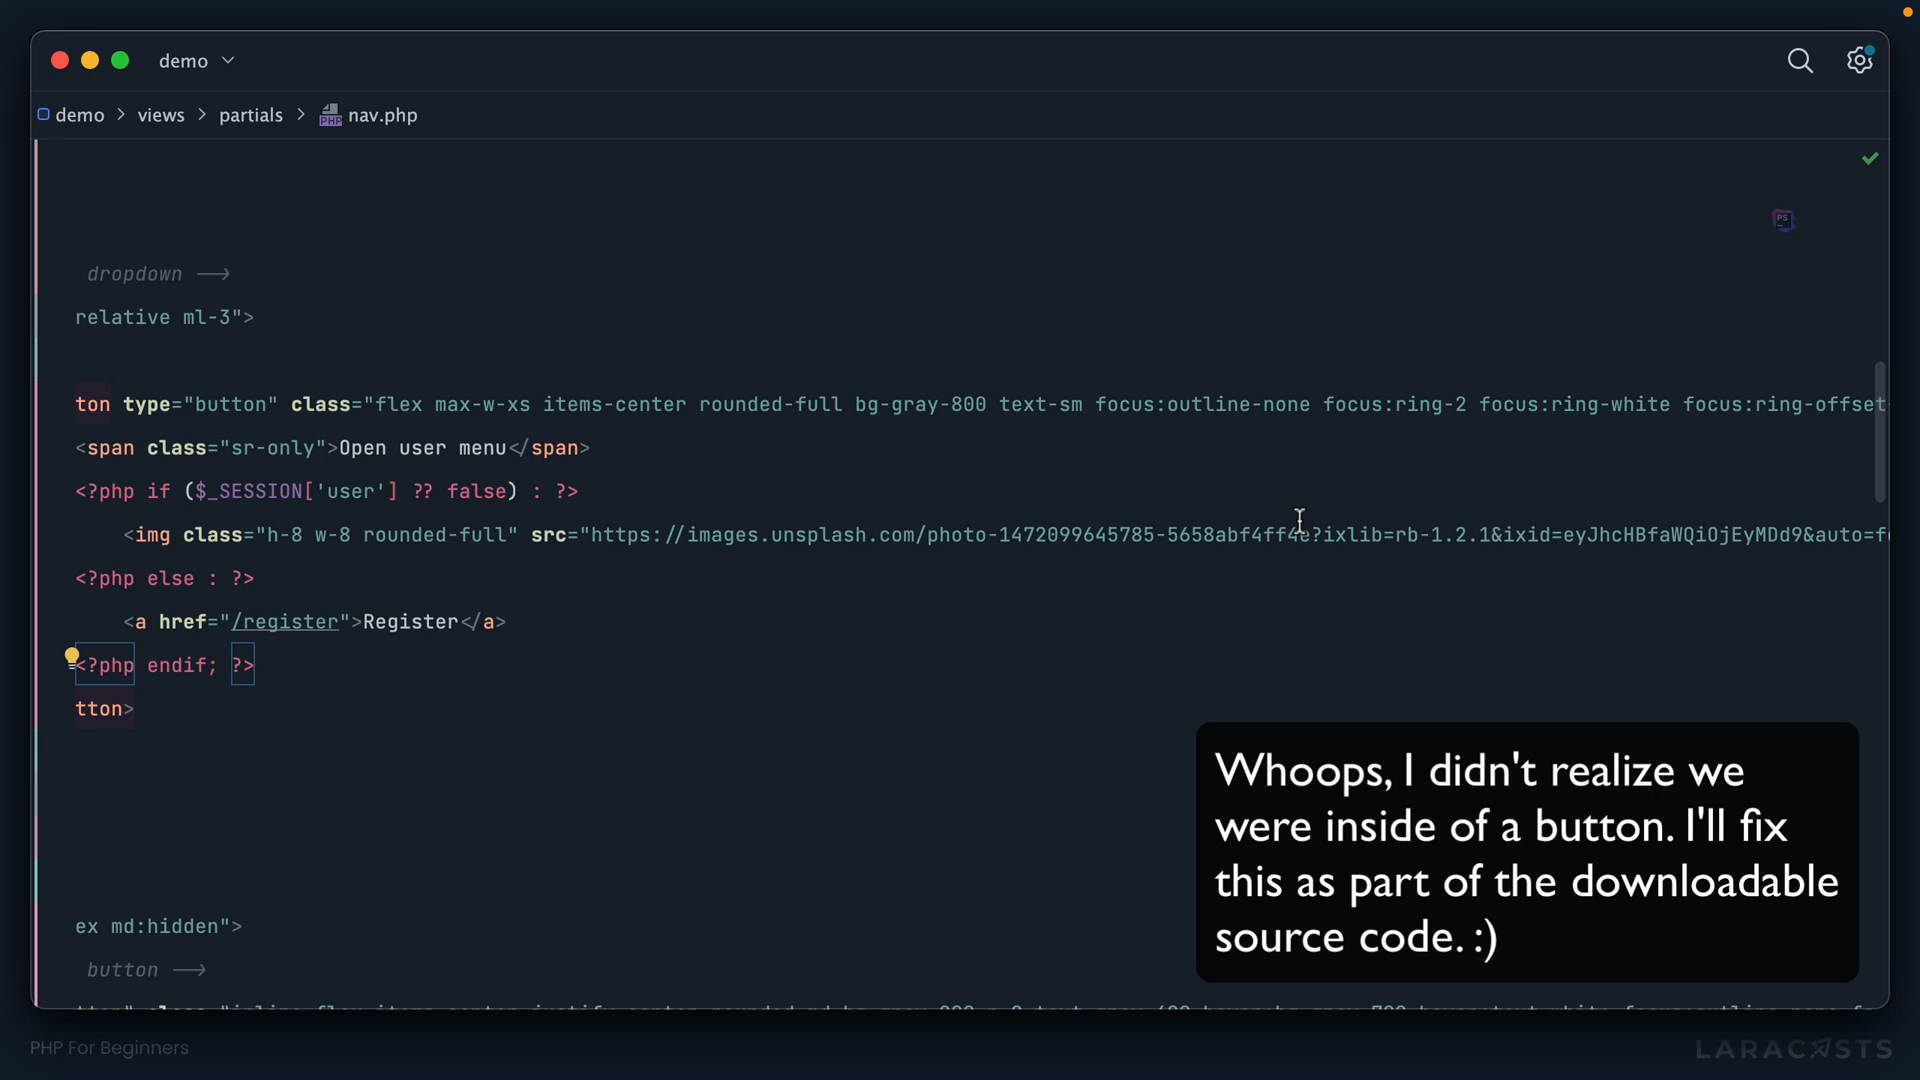 demo
demo > views > partials > nav.php
PHP
PS
dropdown -->
relative ml-3">
ton type="button" class="flex max-w-xs items-center rounded-full bg-gray-800 text-sm focus:outline-none focus:ring-2 focus:ring-white focus:ring-offset-
<span class="sr-only">Open user menu</span>
<?php if ($_SESSION['user'] ?? false) : ?>
<img class="h-8 w-8 rounded-full" src="https://images.unsplash.com/photo-1472099645785-5658abf4ff4e?ixlib=rb-1.2.1&ixid=eyJhcHBfaWQiOjEyMDd9&auto=f
<?php else : ?>
<a href="/register">Register</a>
<?php endif; ?>
tton>
ex md:hidden">
button -->
Whoops, I didn't realize we
were inside of a button. I'll fix
this as part of the downloadable
source code. :)
PHP For Beginners
LARACASTS